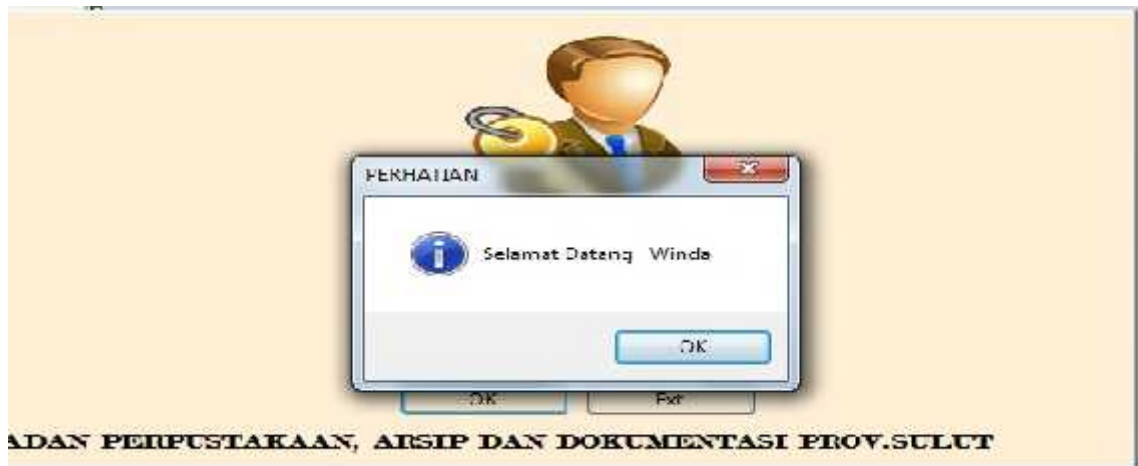 PERHATIAN
Selamat Datang Winda
OK
OK Exit
ADAN PERPUSTAKAAN, ARSIP DAN DOKUMENTASI PROV.SULUT